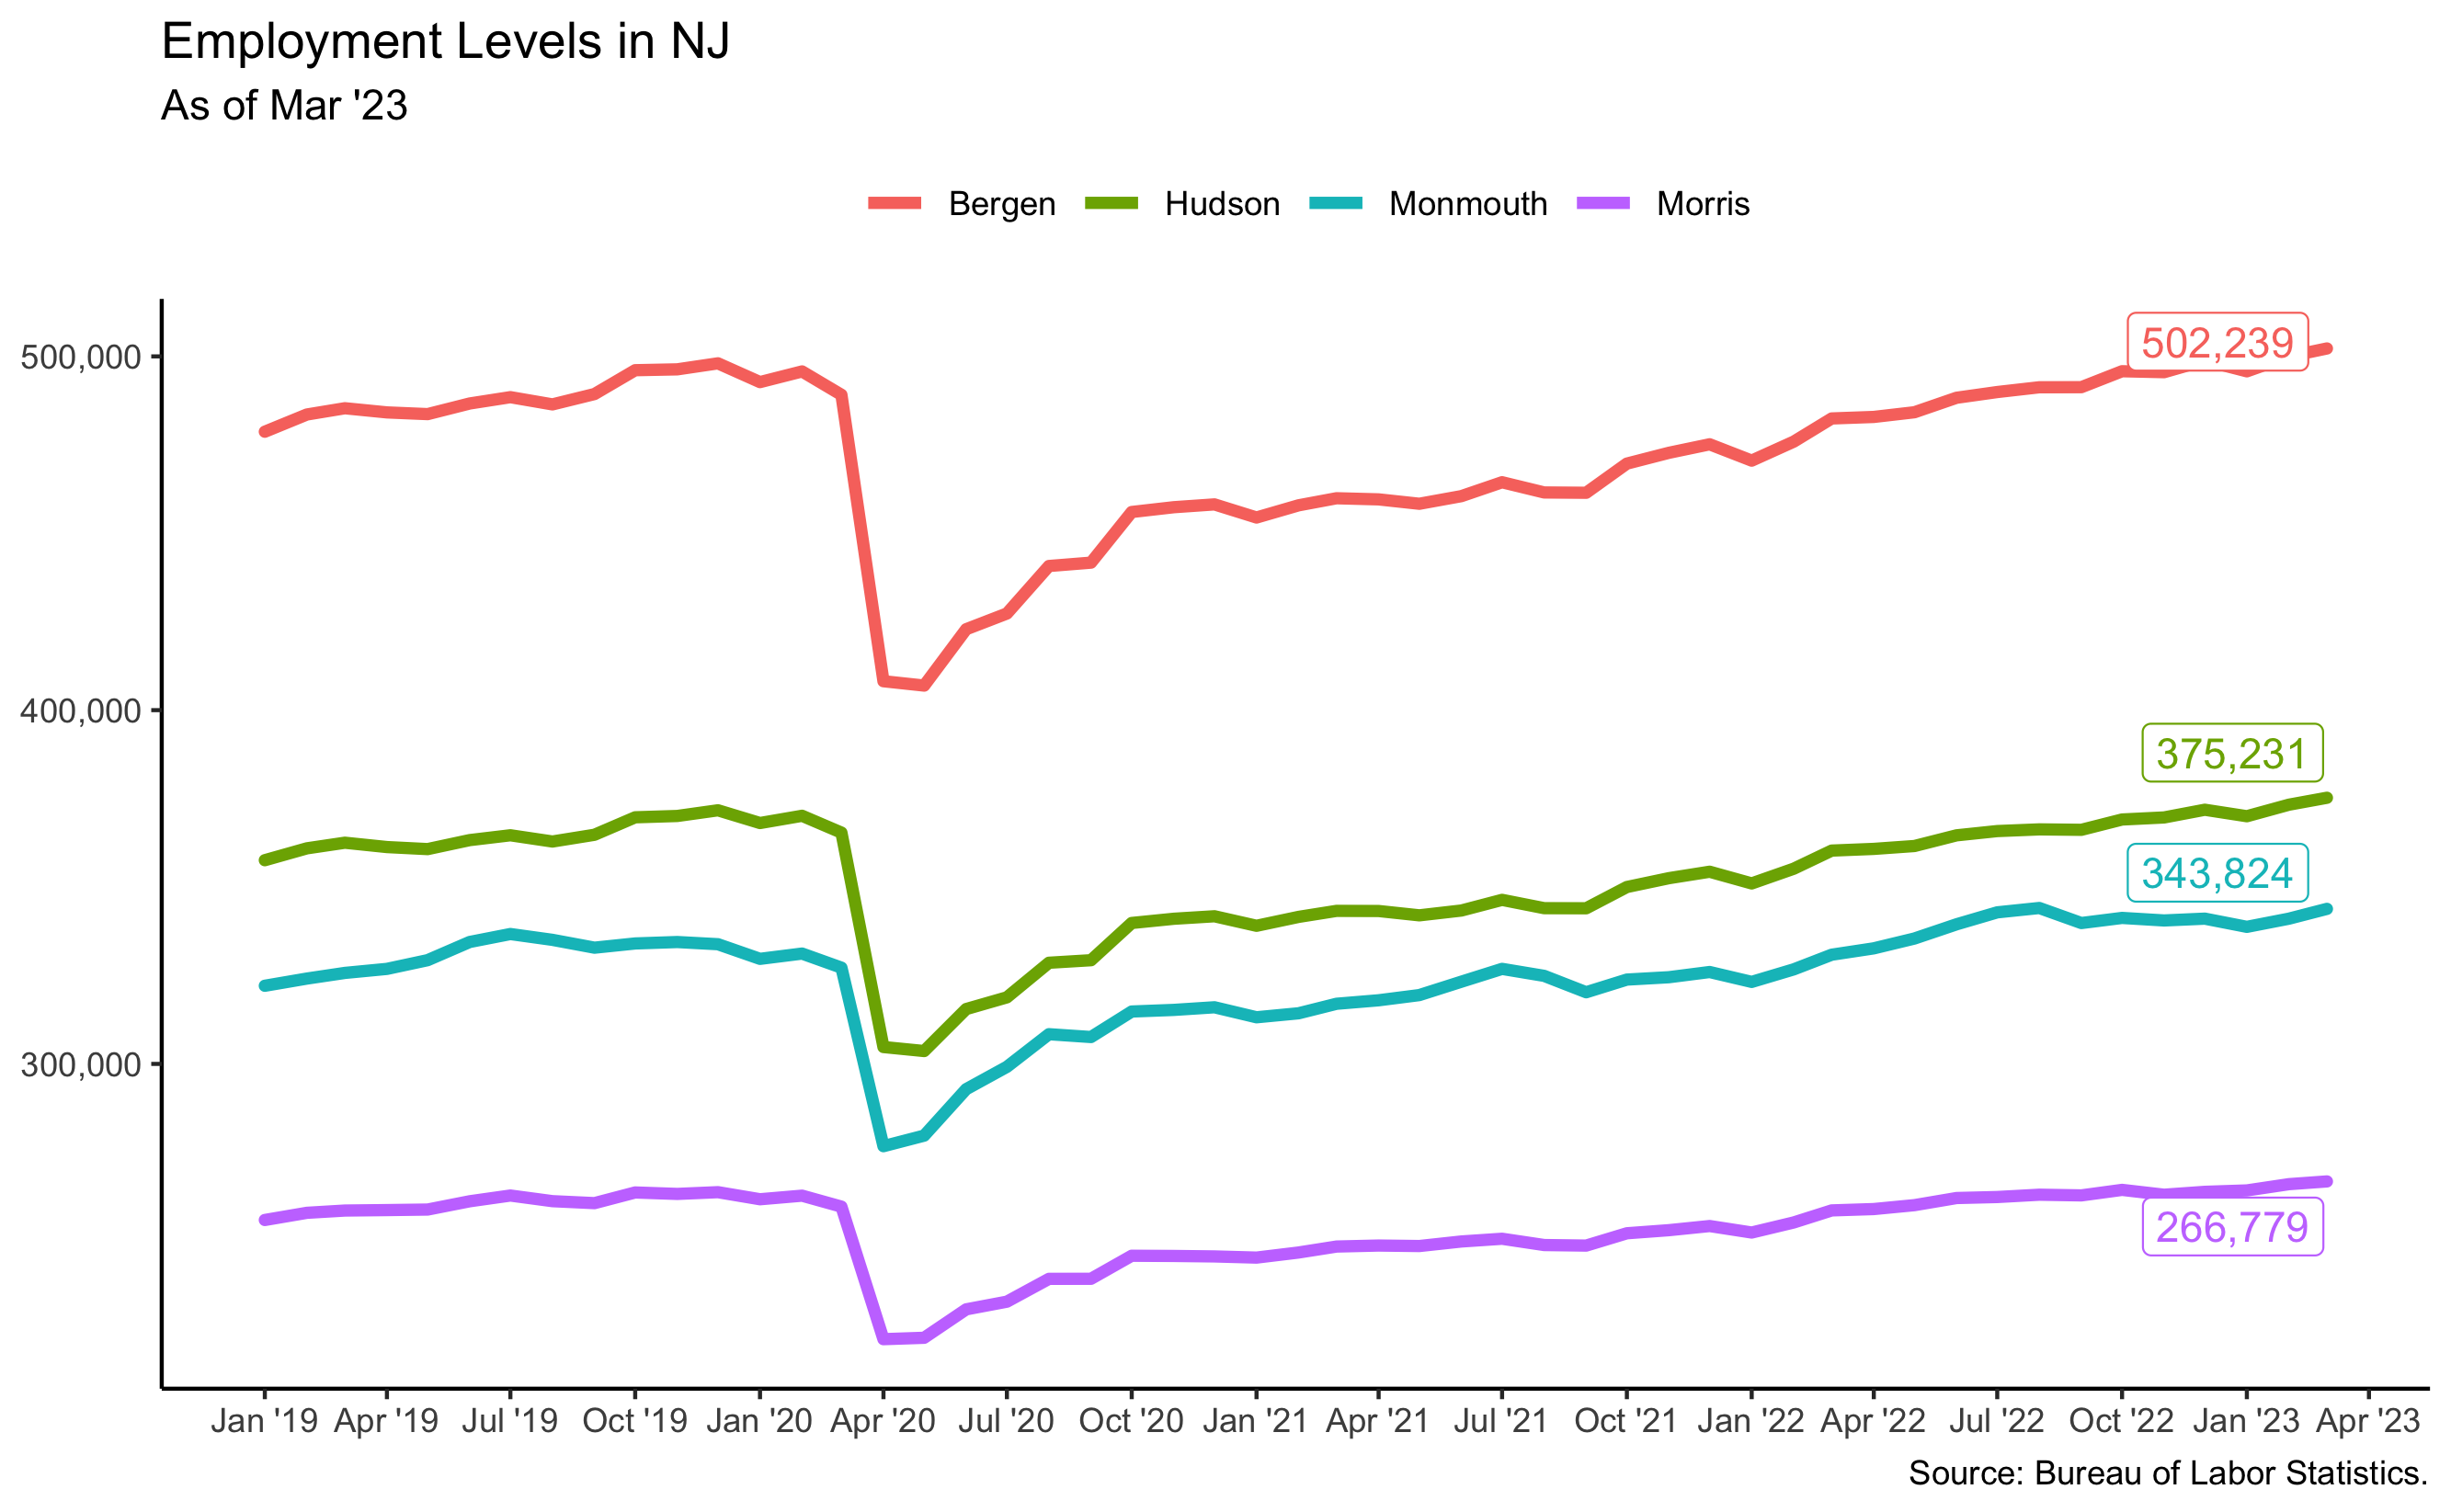 Employment Levels in NJ
As of Mar '23
Bergen Hudson Monmouth Morris
500,000
400,000
300,000
502,239
375,231
343,824
266,779
Jan '19 Apr '19 Jul '19 Oct '19 Jan '20 Apr '20 Jul '20 Oct '20 Jan '21 Apr '21 Jul '21 Oct '21 Jan '22 Apr '22 Jul '22 Oct '22 Jan '23 Apr '23
Source: Bureau of Labor Statistics.